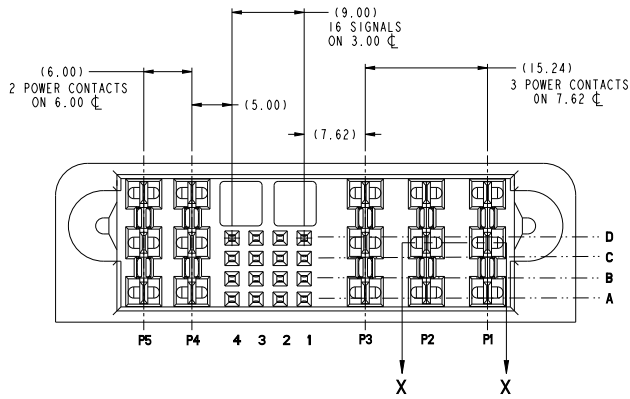 (9.00)
16 SIGNALS
ON 3.00 ℄
(6.00)
2 POWER CONTACTS
ON 6.00 ℄
(5.00)
(15.24)
3 POWER CONTACTS
ON 7.62 ℄
(7.62)
D
C
B
A
P5 P4 4 3 2 1 P3 P2 P1
X X